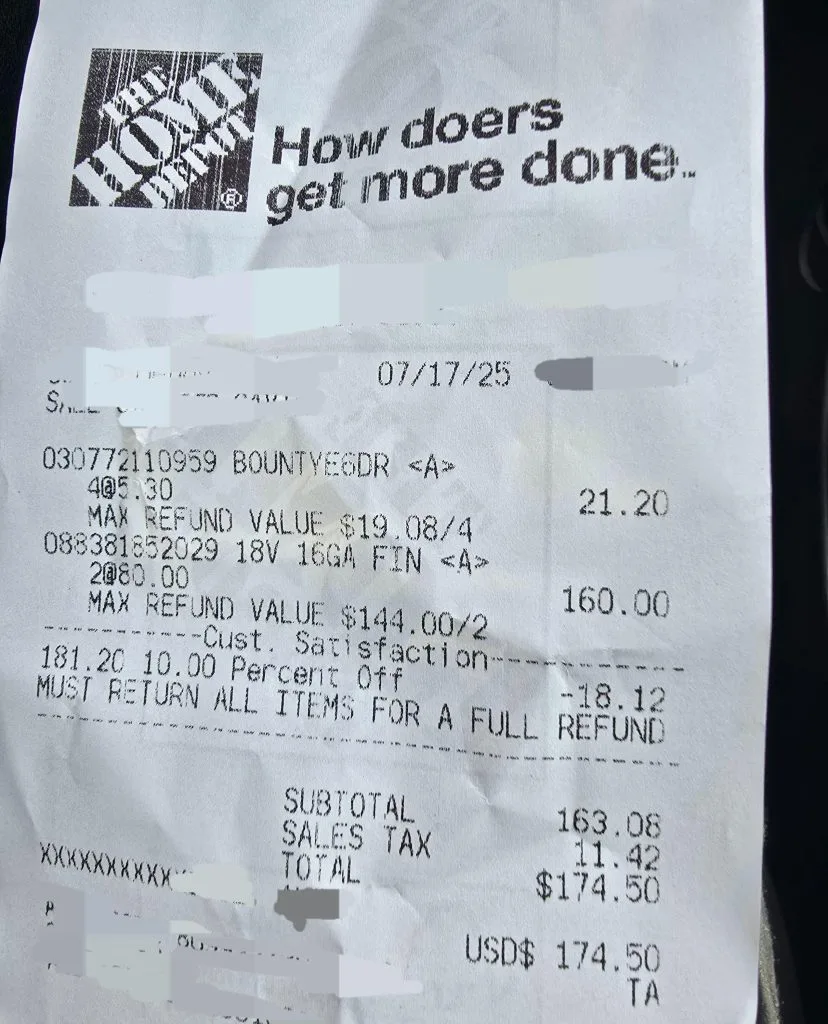 THE
HOME
DEPOT
®
How doers
get more done.
07/17/25
030772110959 BOUNTYE6DR <A>
4@5.30 21.20
MAX REFUND VALUE $19.08/4
088381852029 18V 16GA FIN <A>
2@80.00 160.00
MAX REFUND VALUE $144.00/2
----------Cust. Satisfaction-------------
181.20 10.00 Percent Off -18.12
MUST RETURN ALL ITEMS FOR A FULL REFUND
-----------------------------------------
SUBTOTAL 163.08
SALES TAX 11.42
TOTAL $174.50
XXXXXXXXXXX
USD$ 174.50
TA